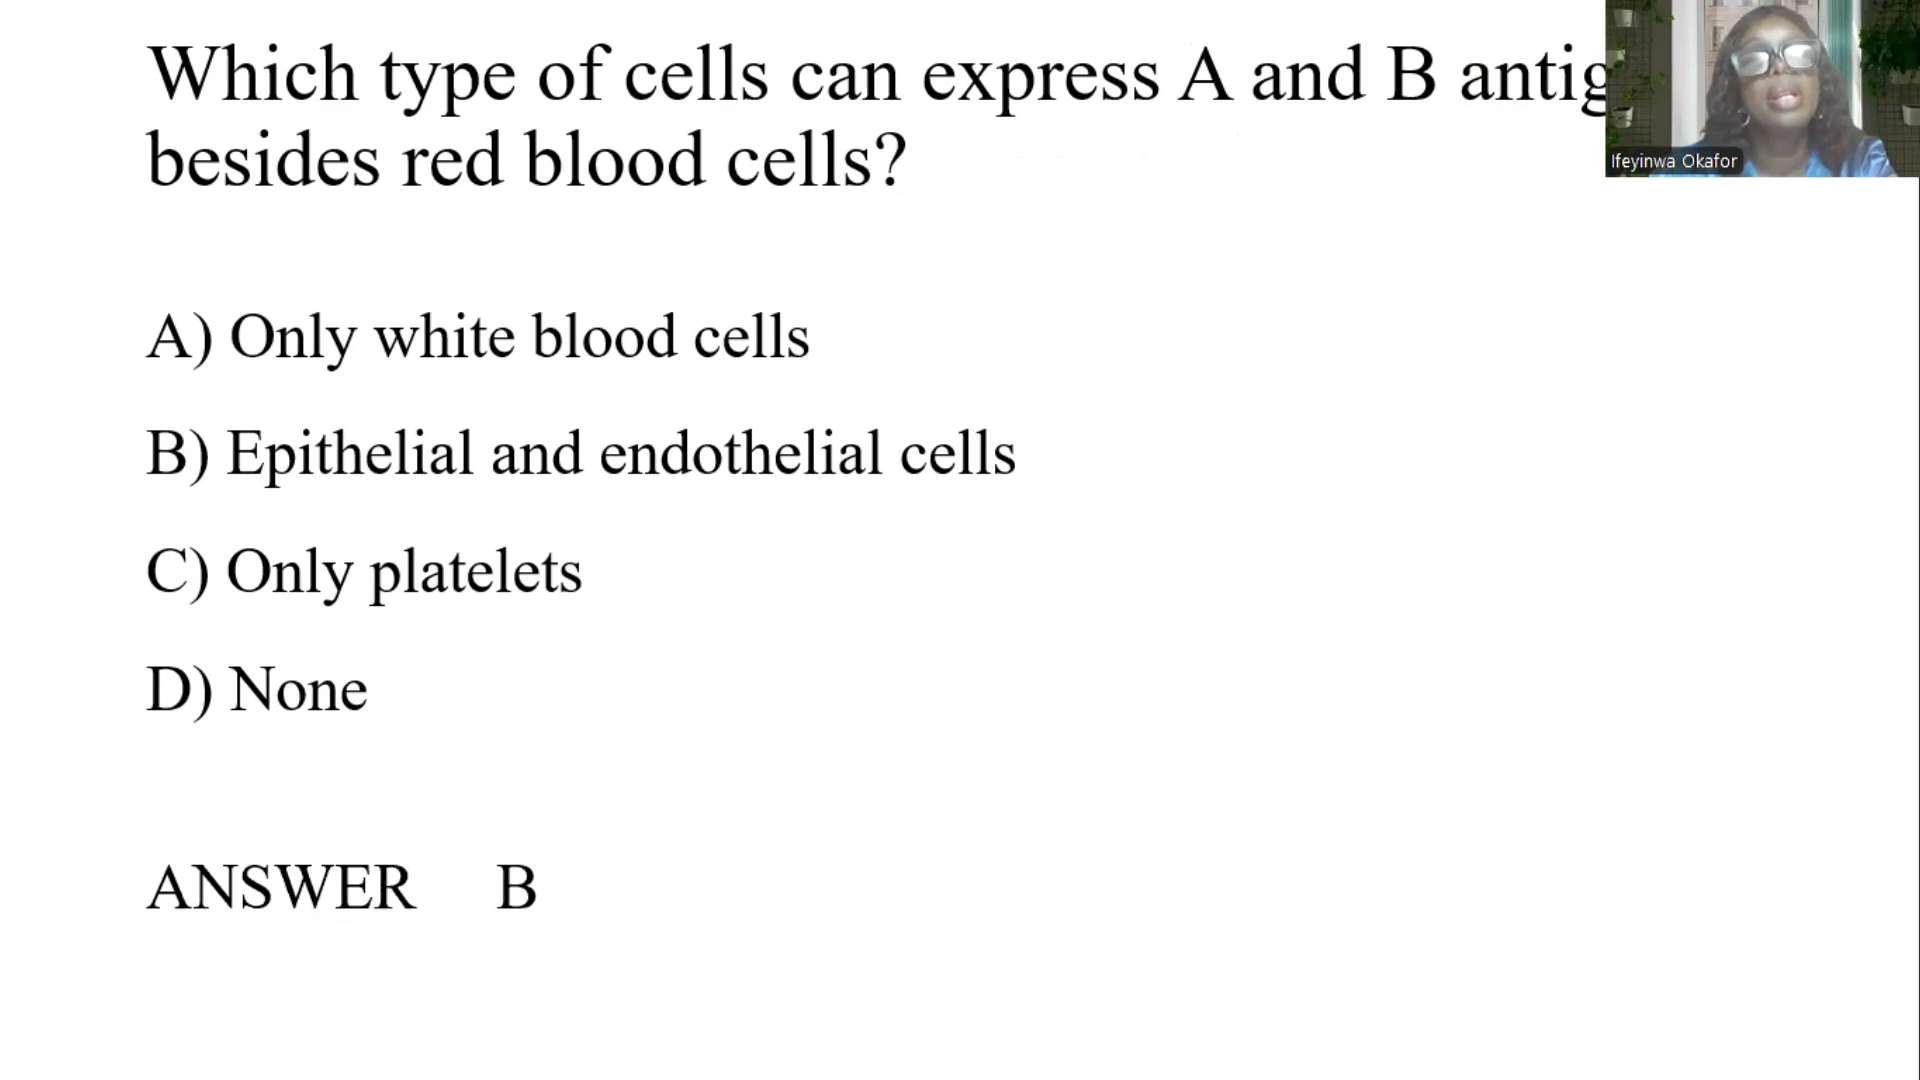 Which type of cells can express A and B antig
besides red blood cells?
Ifeyinwa Okafor
A) Only white blood cells
B) Epithelial and endothelial cells
C) Only platelets
D) None
ANSWER B